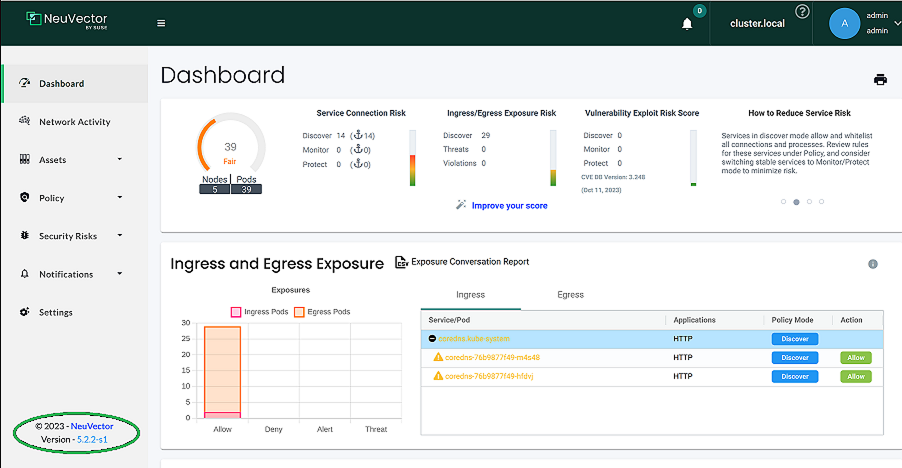 NeuVector
BY SUSE
0
cluster.local
?
A
admin
admin
Dashboard
Network Activity
Assets
Policy
Security Risks
Notifications
Settings
© 2023 - NeuVector
Version - 5.2.2-s1
Dashboard
39
Fair
Nodes Pods
5 39
Service Connection Risk
Discover 14 (14)
Monitor 0 (0)
Protect 0 (0)
Ingress/Egress Exposure Risk
Discover 29
Threats 0
Violations 0
Vulnerability Exploit Risk Score
Discover 0
Monitor 0
Protect 0
CVE DB Version: 3.248
(Oct 11, 2023)
How to Reduce Service Risk
Services in discover mode allow and whitelist
all connections and processes. Review rules
for these services under Policy, and consider
switching stable services to Monitor/Protect
mode to minimize risk.
Improve your score
Ingress and Egress Exposure
CSV
Exposure Conversation Report
Exposures
Ingress Pods Egress Pods
30
25
20
15
10
5
0
Allow Deny Alert Threat
Ingress Egress
Service/Pod Applications Policy Mode Action
coredns.kube-system HTTP Discover
coredns-76b9877f49-m4s48 HTTP Discover Allow
coredns-76b9877f49-hfdvj HTTP Discover Allow